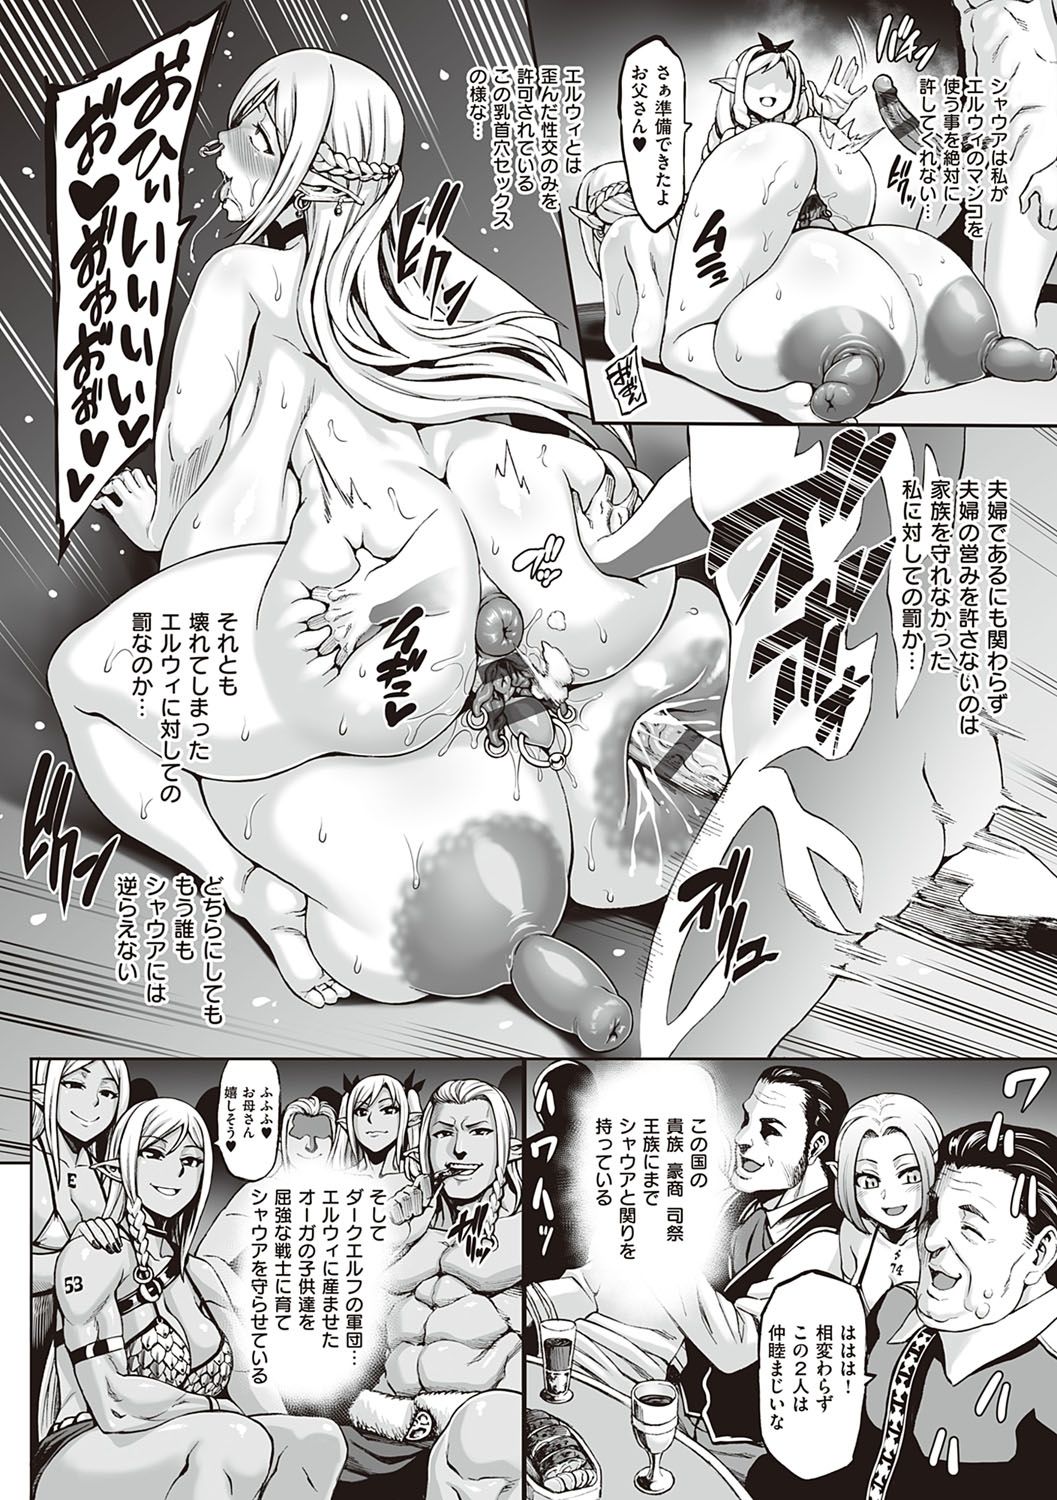 シャウアは私が
エルウィのマンコを
使う事を絶対に
許してくれない…
さぁ準備できたよ
お父さん♥
エルウィとは
歪んだ性交のみを
許可されている
この乳首穴セックス
の様な…
おひぃいいいい♥
お♥おおおおぉ♥
夫婦であるにも関わらず
夫婦の営みを許さないのは
家族を守れなかった
私に対しての罰か…
それとも
壊れてしまった
エルウィに対しての
罰なのか…
どちらにしても
もう誰も
シャウアには
逆らえない
この国の
貴族 豪商 司祭
王族にまで
シャウアと関りを
持っている
ははは!
相変わらず
この2人は
仲睦まじいな
74
ふふふ♥
お母さん
嬉しそう♥
そして
ダークエルフの軍団…
エルウィに産ませた
オーガの子供達を
屈強な戦士に育て
シャウアを守らせている
E
53